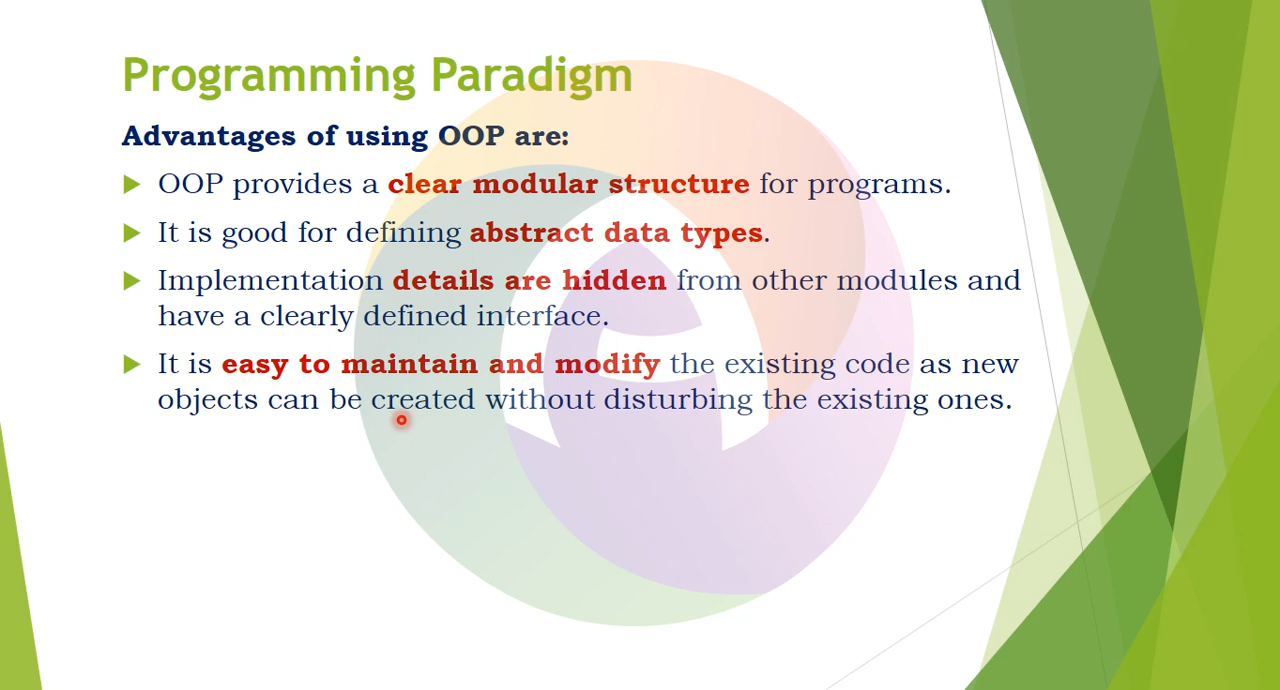 Programming Paradigm
Advantages of using OOP are:
OOP provides a clear modular structure for programs.
It is good for defining abstract data types.
Implementation details are hidden from other modules and
have a clearly defined interface.
It is easy to maintain and modify the existing code as new
objects can be created without disturbing the existing ones.